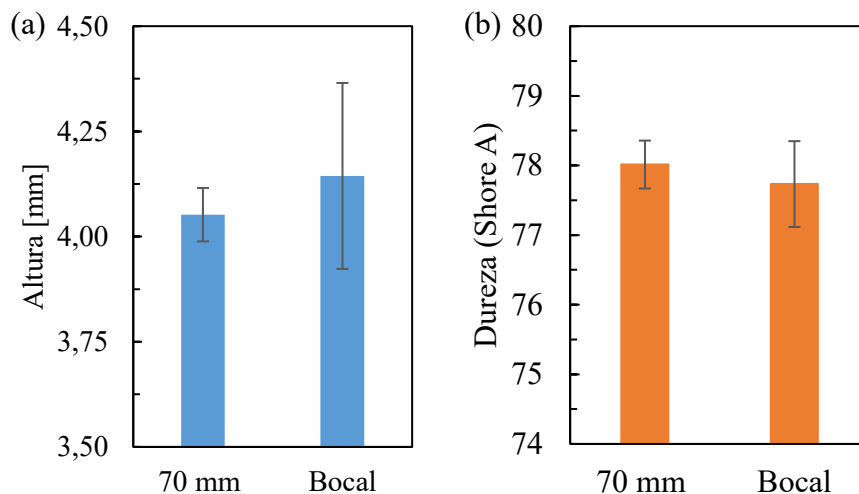 (a)
Altura [mm]
4,50
4,25
4,00
3,75
3,50
70 mm
Bocal
(b)
Dureza (Shore A)
80
79
78
77
76
75
74
70 mm
Bocal